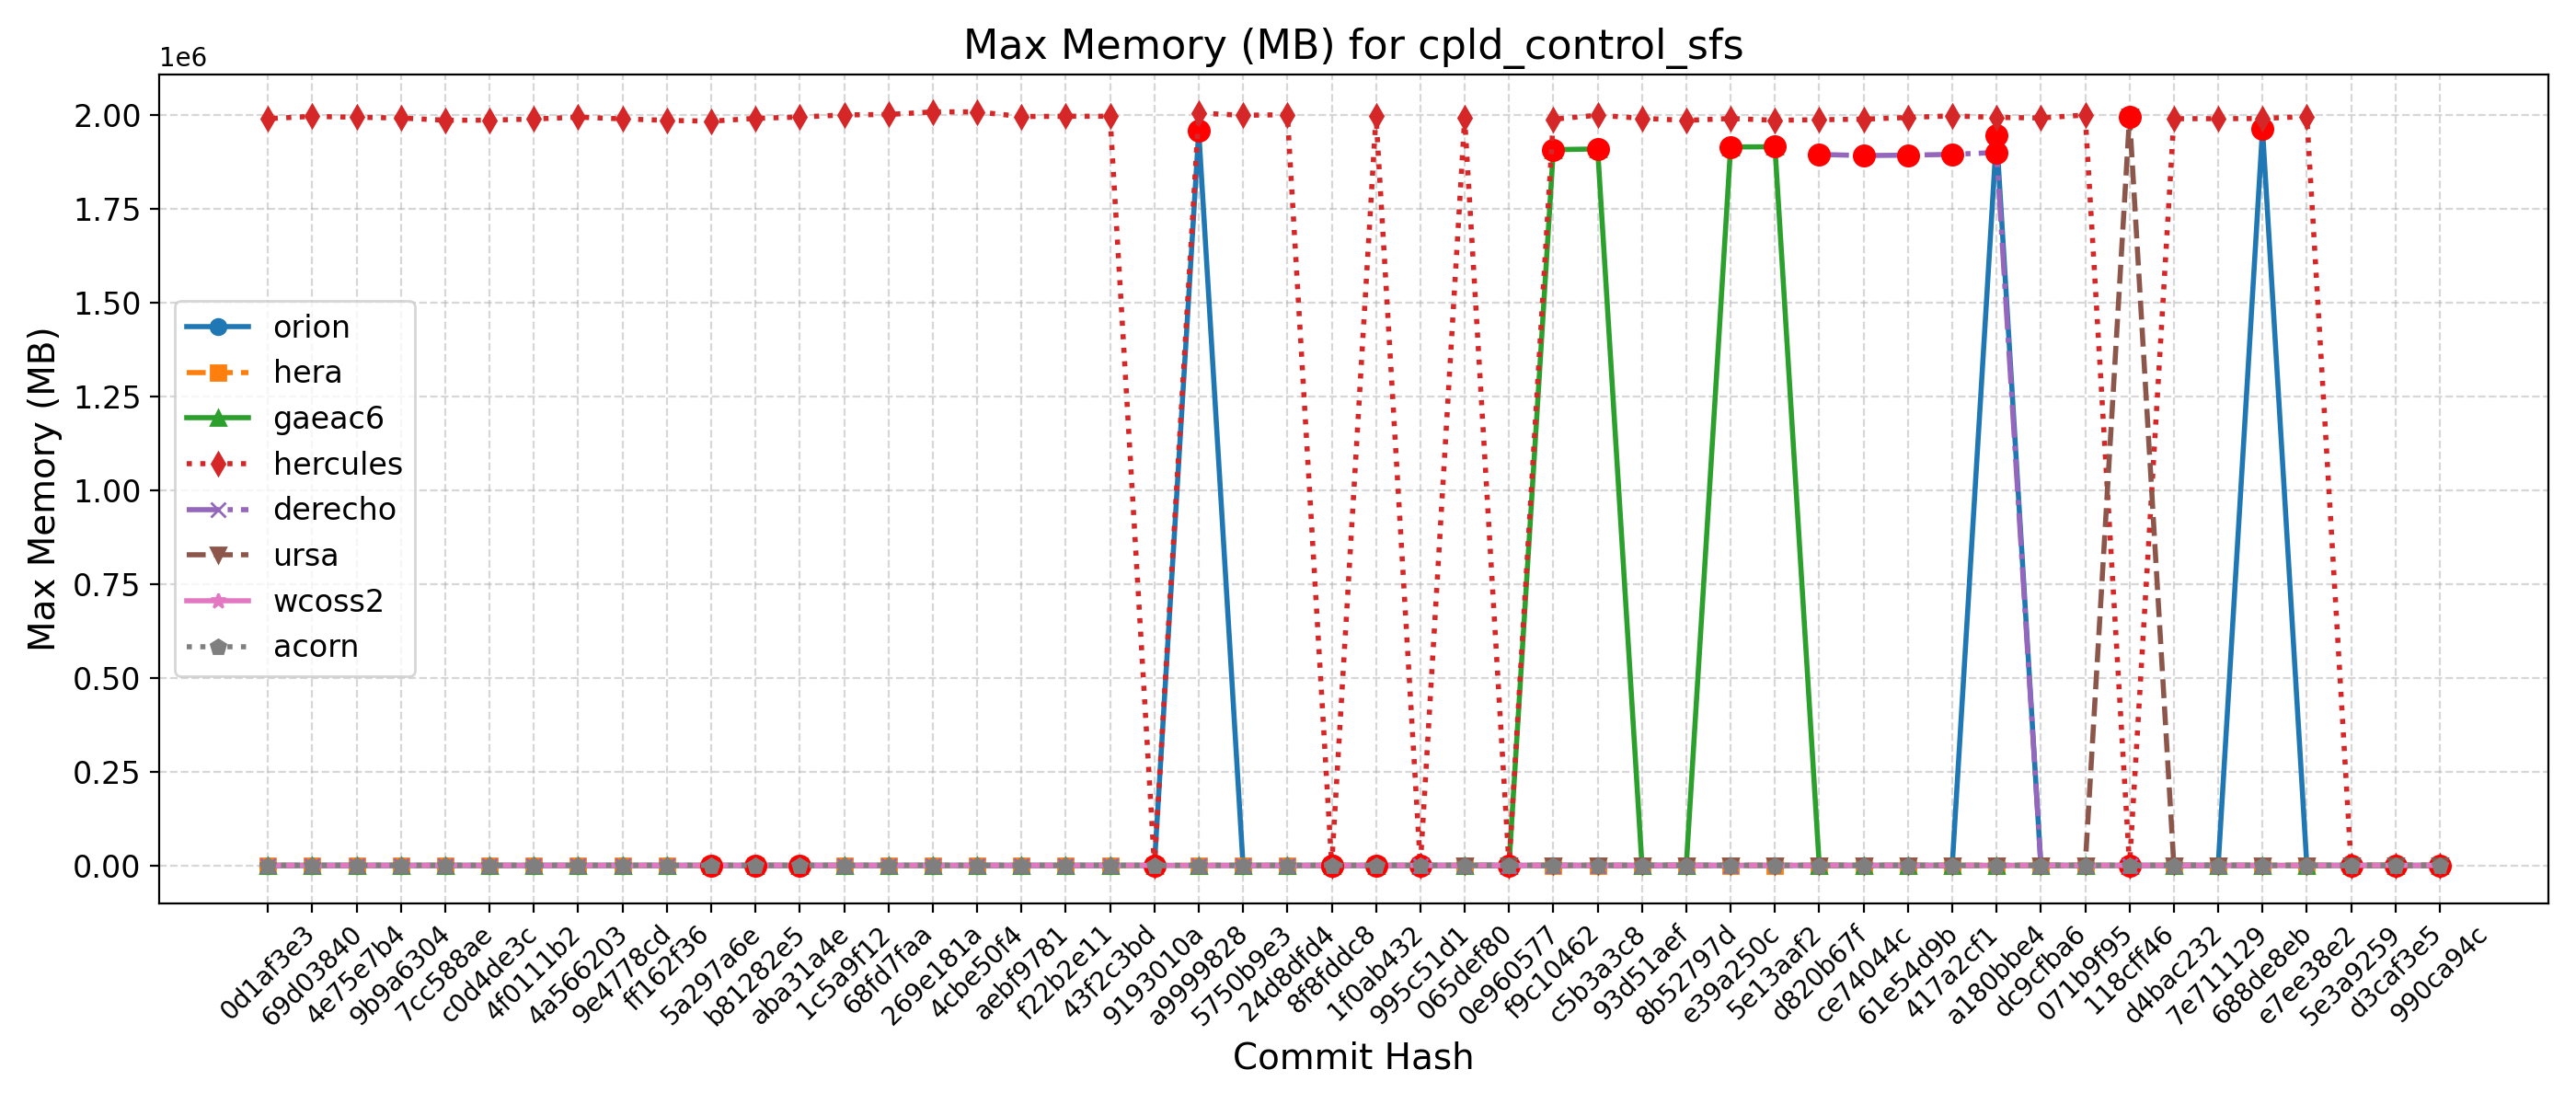 Max Memory (MB) for cpld_control_sfs
1e6
2.00
1.75
1.50
1.25
1.00
0.75
0.50
0.25
0.00
Max Memory (MB)
orion
hera
gaeac6
hercules
derecho
ursa
wcoss2
acorn
0d1af3e3
69d03840
4e75e7b4
9b9a6304
7cc588ae
c0d4de3c
4f0111b2
4a566203
9e4778cd
ff162f36
5a297a6e
b81282e5
aba31a4e
1c5a9f12
68fd7faa
269e181a
4cbe50f4
aebf9781
f22b2e11
43f2c3bd
9193010a
a9999828
5750b9e3
24d8dfd4
8f8fddc8
1f0ab432
995c51d1
065def80
0e960577
f9c10462
c5b3a3c8
93d51aef
8b52797d
e39a250c
5e13aaf2
d820b67f
ce74044c
61e54d9b
417a2cf1
a180bbe4
dc9cfba6
071b9f95
118cff46
d4bac232
7e711129
688de8eb
e7ee38e2
5e3a9259
d3caf3e5
990ca94c
Commit Hash